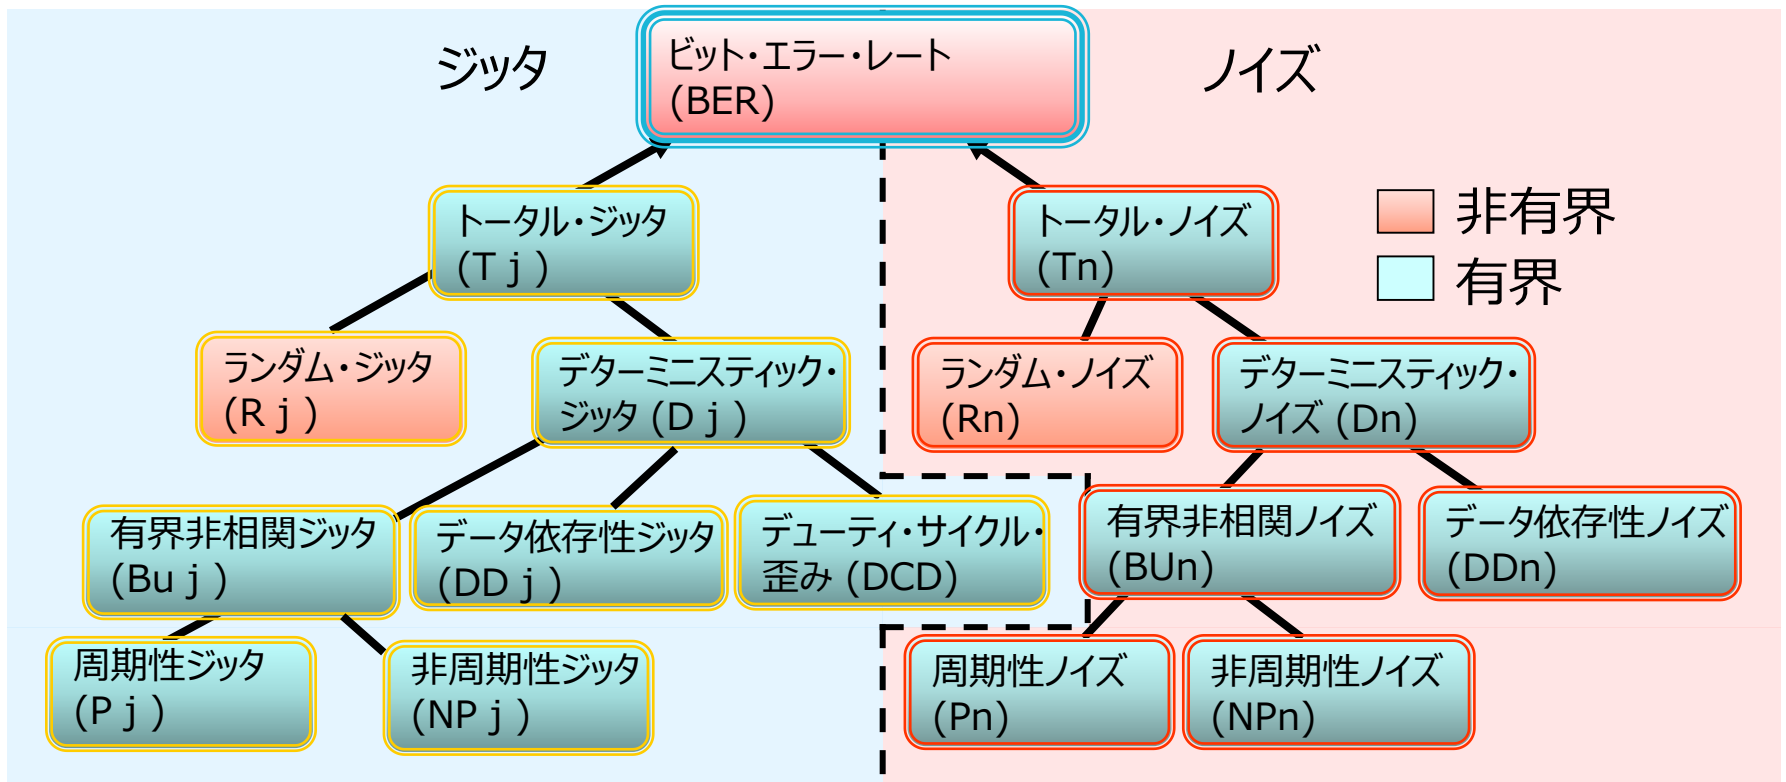 ジッタ
ビット・エラー・レート
(BER)
ノイズ
トータル・ジッタ
(Tｊ)
トータル・ノイズ
(Tn)
非有界
有界
ランダム・ジッタ
(Rｊ)
デターミニスティック・
ジッタ (Dｊ)
ランダム・ノイズ
(Rn)
デターミニスティック・
ノイズ (Dn)
有界非相関ジッタ
(Buｊ)
データ依存性ジッタ
(DDｊ)
デューティ・サイクル・
歪み (DCD)
有界非相関ノイズ
(BUn)
データ依存性ノイズ
(DDn)
周期性ジッタ
(Pｊ)
非周期性ジッタ
(NPｊ)
周期性ノイズ
(Pn)
非周期性ノイズ
(NPn)